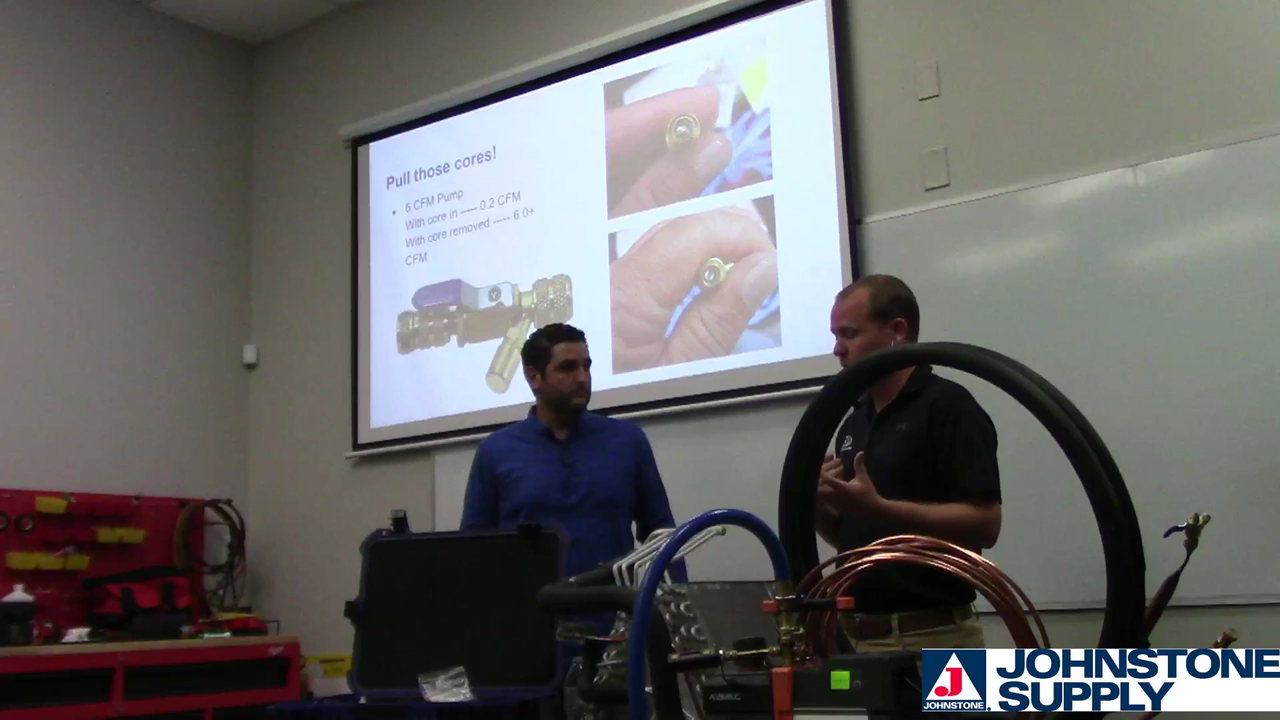 Pull those cores!
• 6 CFM Pump
With core in ----- 0.2 CFM
With core removed ----- 6.0+
CFM
J
JOHNSTONE
JOHNSTONE
SUPPLY